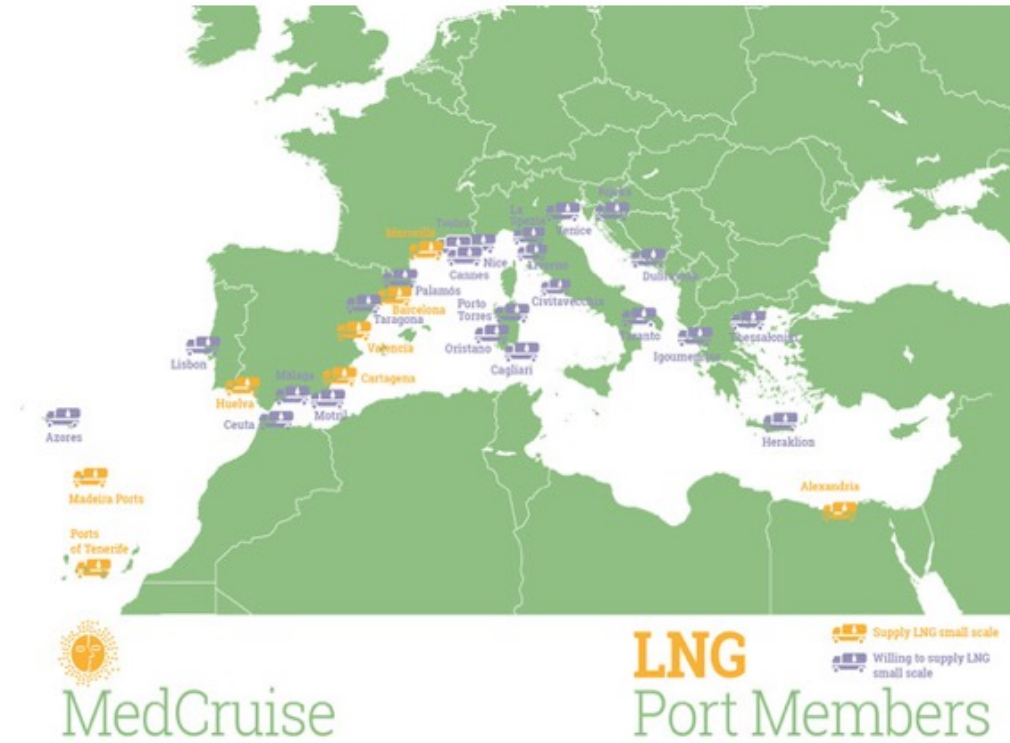 Rijeka
La
Spezia
Venice
Toulon
Marseille
Nice
Livorno
Cannes
Dubrovnik
Palamós
Civitavecchia
Barcelona
Porto
Torres
Taragona
Taranto
Thessaloniki
Valencia
Oristano
Igoumenitsa
Lisbon
Cagliari
Málaga
Cartagena
Huelva
Motril
Ceuta
Azores
Heraklion
Alexandria
Madeira Ports
Ports
of Tenerife
MedCruise
LNG
Port Members
Supply LNG small scale
Willing to supply LNG
small scale